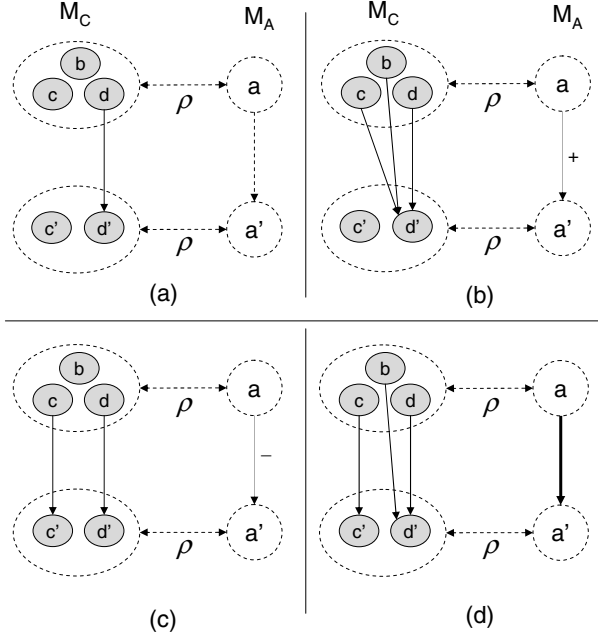 M_C M_A M_C M_A
b b
c d ρ a c d ρ a
+
c' d' ρ a' c' d' ρ a'
(a) (b)
b b
c d ρ a c d ρ a
–
c' d' ρ a' c' d' ρ a'
(c) (d)